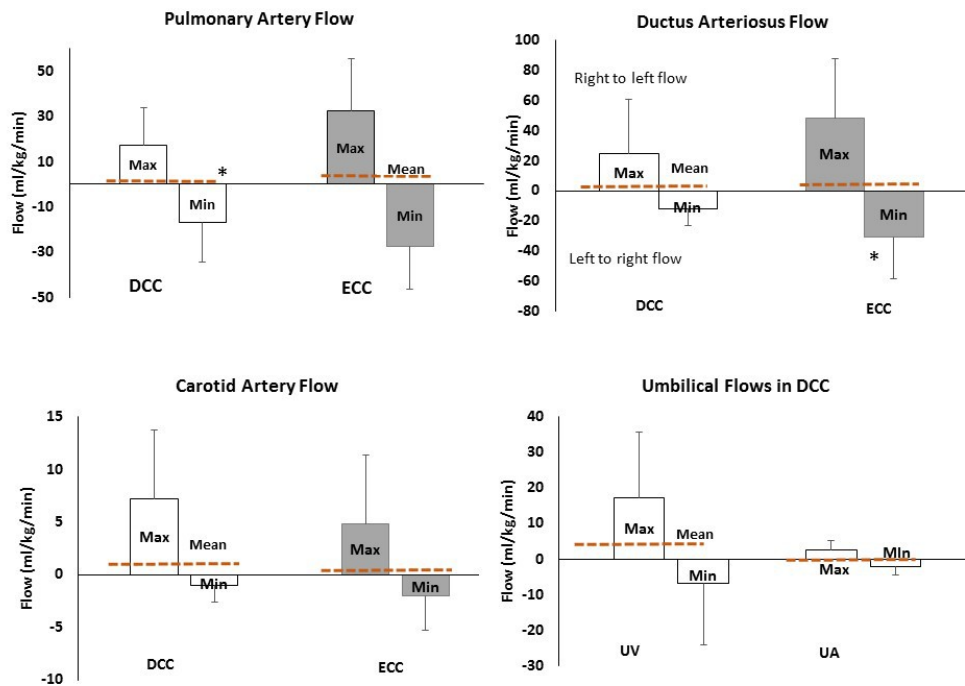 Pulmonary Artery Flow
Flow (ml/kg/min)
50
30
10
-10
-30
-50
Max
*
Min
Max
Mean
Min
DCC
ECC
Ductus Arteriosus Flow
Flow (ml/kg/min)
100
80
60
40
20
0
-20
-40
-60
-80
Right to left flow
Max
Mean
Min
Max
Min
*
Left to right flow
DCC
ECC
Carotid Artery Flow
Flow (ml/kg/min)
15
10
5
0
-5
-10
Max
Mean
Min
Max
Min
DCC
ECC
Umbilical Flows in DCC
Flow (ml/kg/min)
40
30
20
10
0
-10
-20
-30
Max
Mean
Min
MIn
Max
UV
UA